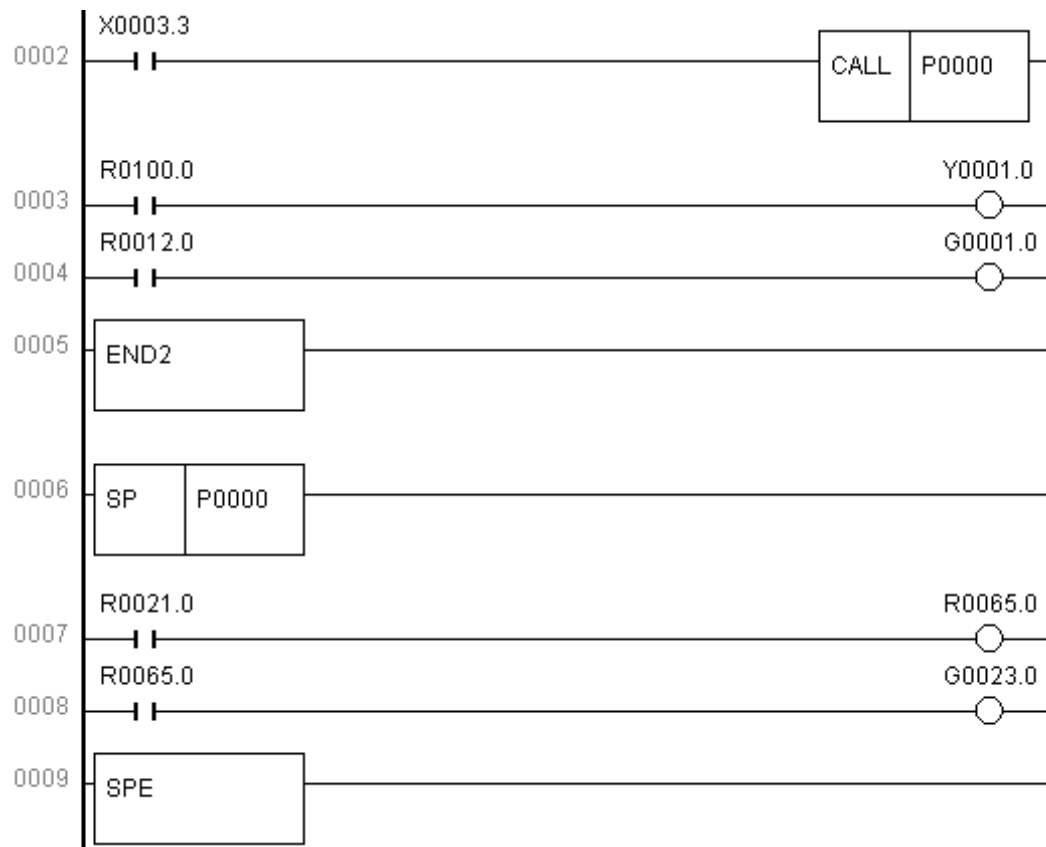 X0003.3
0002 CALL P0000
R0100.0 Y0001.0
0003
R0012.0 G0001.0
0004
0005 END2
0006 SP P0000
R0021.0 R0065.0
0007
R0065.0 G0023.0
0008
0009 SPE